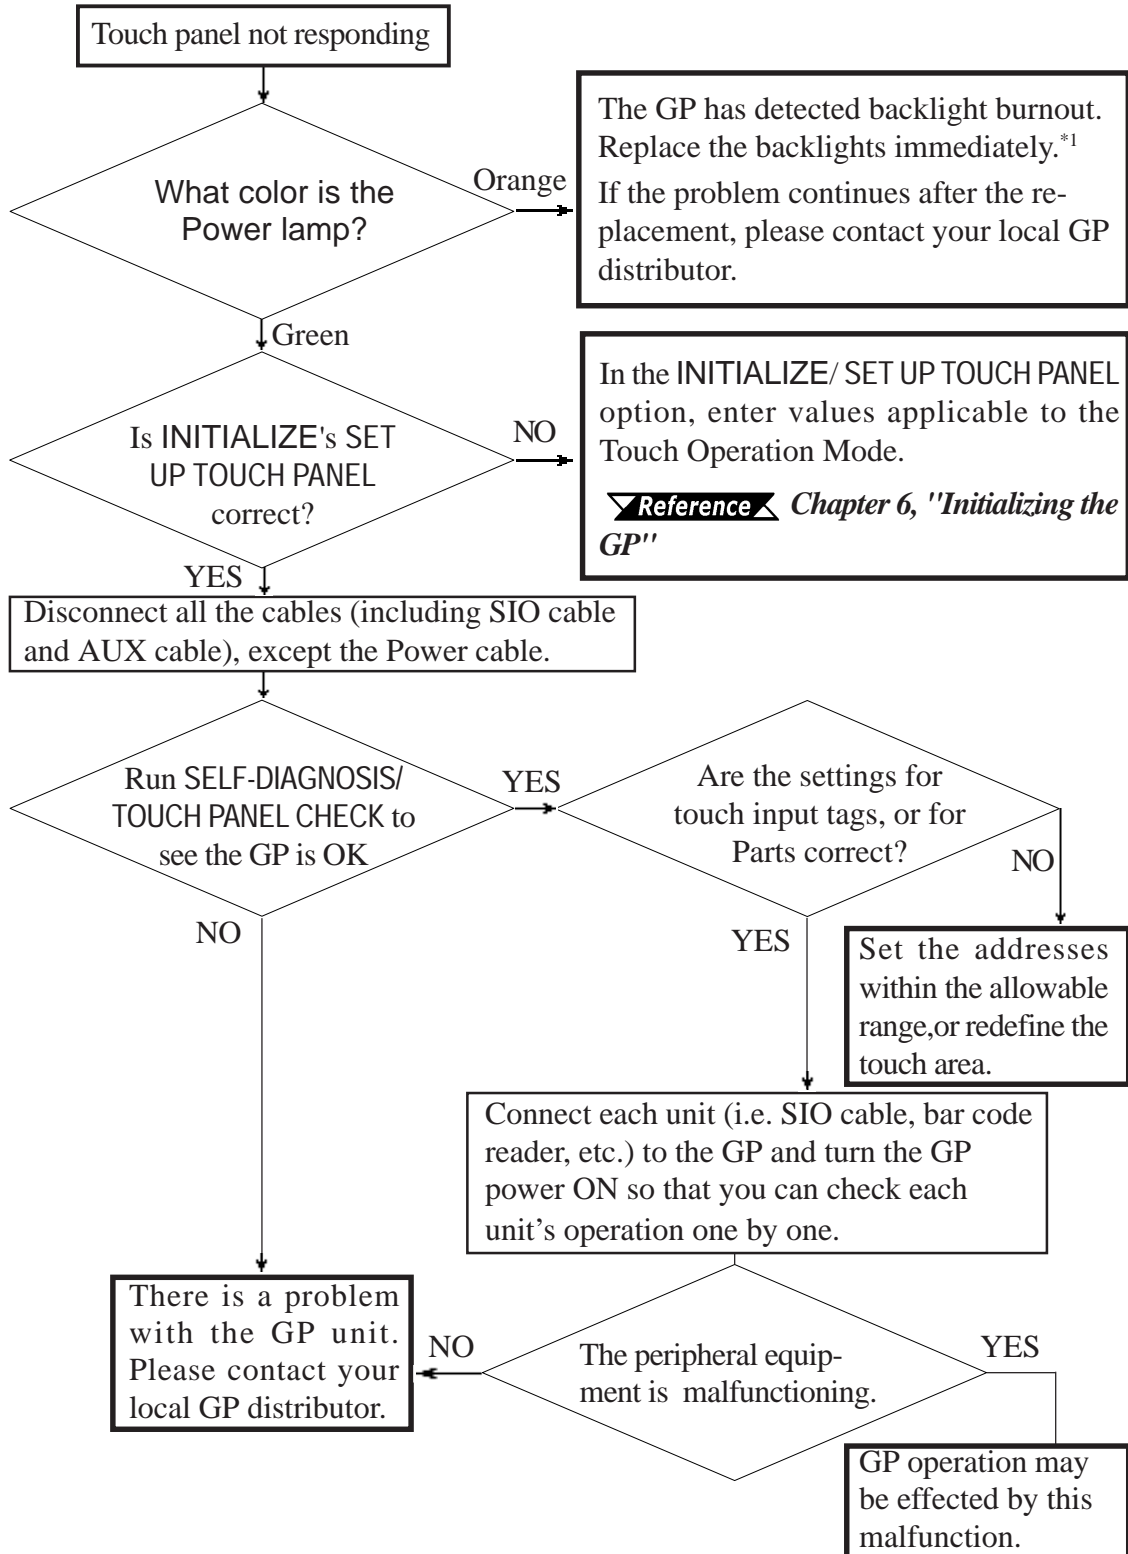 Touch panel not responding
What color is the
Power lamp?
Orange
The GP has detected backlight burnout.
Replace the backlights immediately.*1
If the problem continues after the re-
placement, please contact your local GP
distributor.
Green
Is INITIALIZE's SET
UP TOUCH PANEL
correct?
NO
In the INITIALIZE/ SET UP TOUCH PANEL
option, enter values applicable to the
Touch Operation Mode.
Reference Chapter 6, "Initializing the
GP"
YES
Disconnect all the cables (including SIO cable
and AUX cable), except the Power cable.
Run SELF-DIAGNOSIS/
TOUCH PANEL CHECK to
see the GP is OK
YES
Are the settings for
touch input tags, or for
Parts correct?
NO
NO
YES
Set the addresses
within the allowable
range,or redefine the
touch area.
Connect each unit (i.e. SIO cable, bar code
reader, etc.) to the GP and turn the GP
power ON so that you can check each
unit's operation one by one.
There is a problem
with the GP unit.
Please contact your
local GP distributor.
NO
The peripheral equip-
ment is malfunctioning.
YES
GP operation may
be effected by this
malfunction.